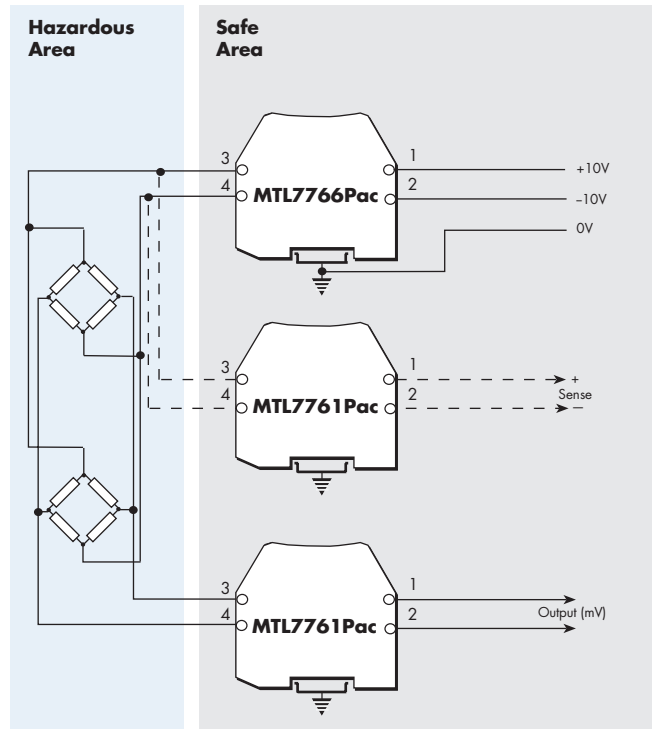 Hazardous
Area
Safe
Area
3
4
MTL7766Pac
1
2
+10V
–10V
0V
3
4
MTL7761Pac
1
2
+
Sense
–
3
4
MTL7761Pac
1
2
Output (mV)